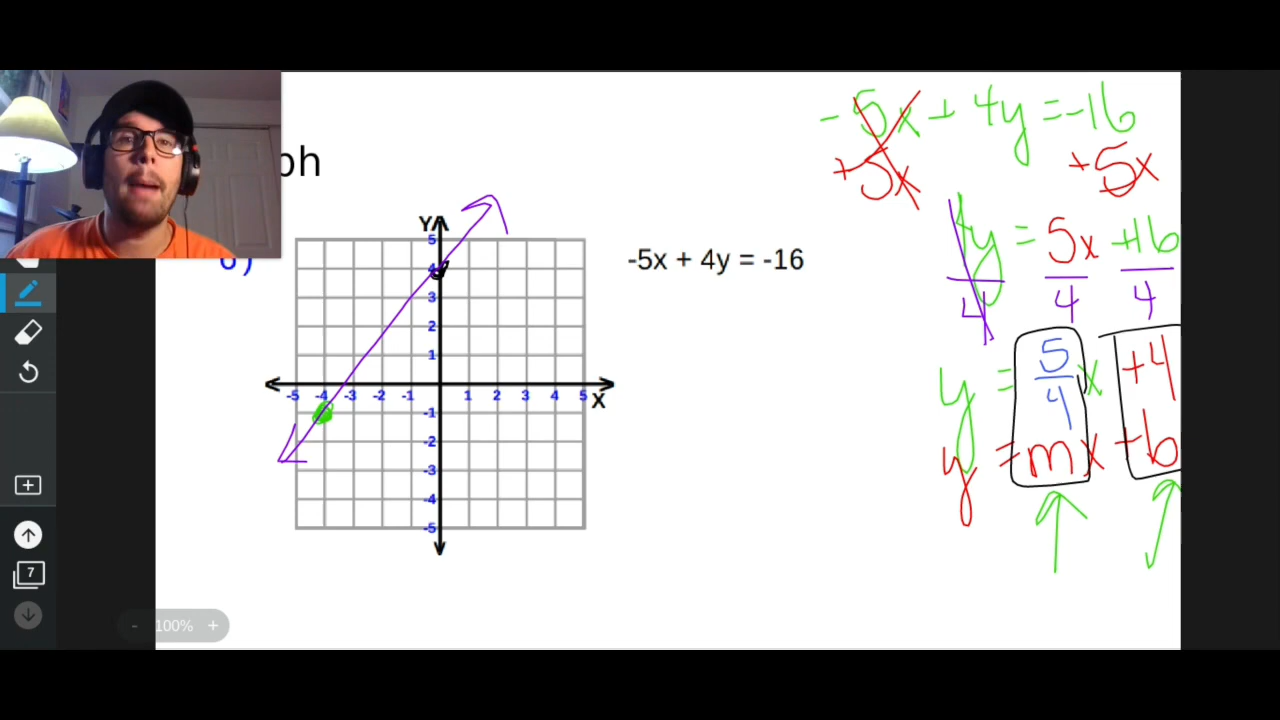 ph
6)
-5x + 4y = -16
Y
5
4
3
2
1
-5 -4 -3 -2 -1 1 2 3 4 5 X
-1
-2
-3
-4
-5
-5x + 4y = -16
+5x +5x
4y = 5x +16
4 4 4
y = 5/4 x +4
y = mx + b
7
- 100% +